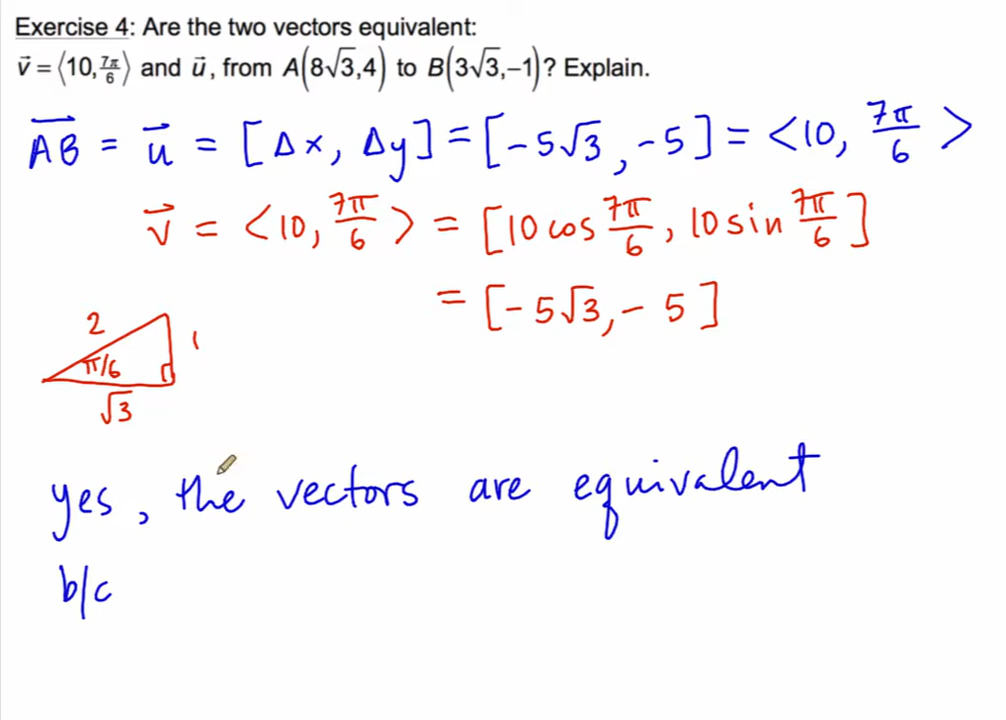 Exercise 4: Are the two vectors equivalent:
v⃗ = ⟨10, 7π/6⟩ and u⃗, from A(8√3,4) to B(3√3,−1)? Explain.
AB⃗ = u⃗ = [Δx, Δy] = [-5√3, -5] = <10, 7π/6>
v⃗ = <10, 7π/6> = [10 cos 7π/6, 10 sin 7π/6]
= [-5√3, -5]
2
1
π/6
√3
yes, the vectors are equivalent
b/c